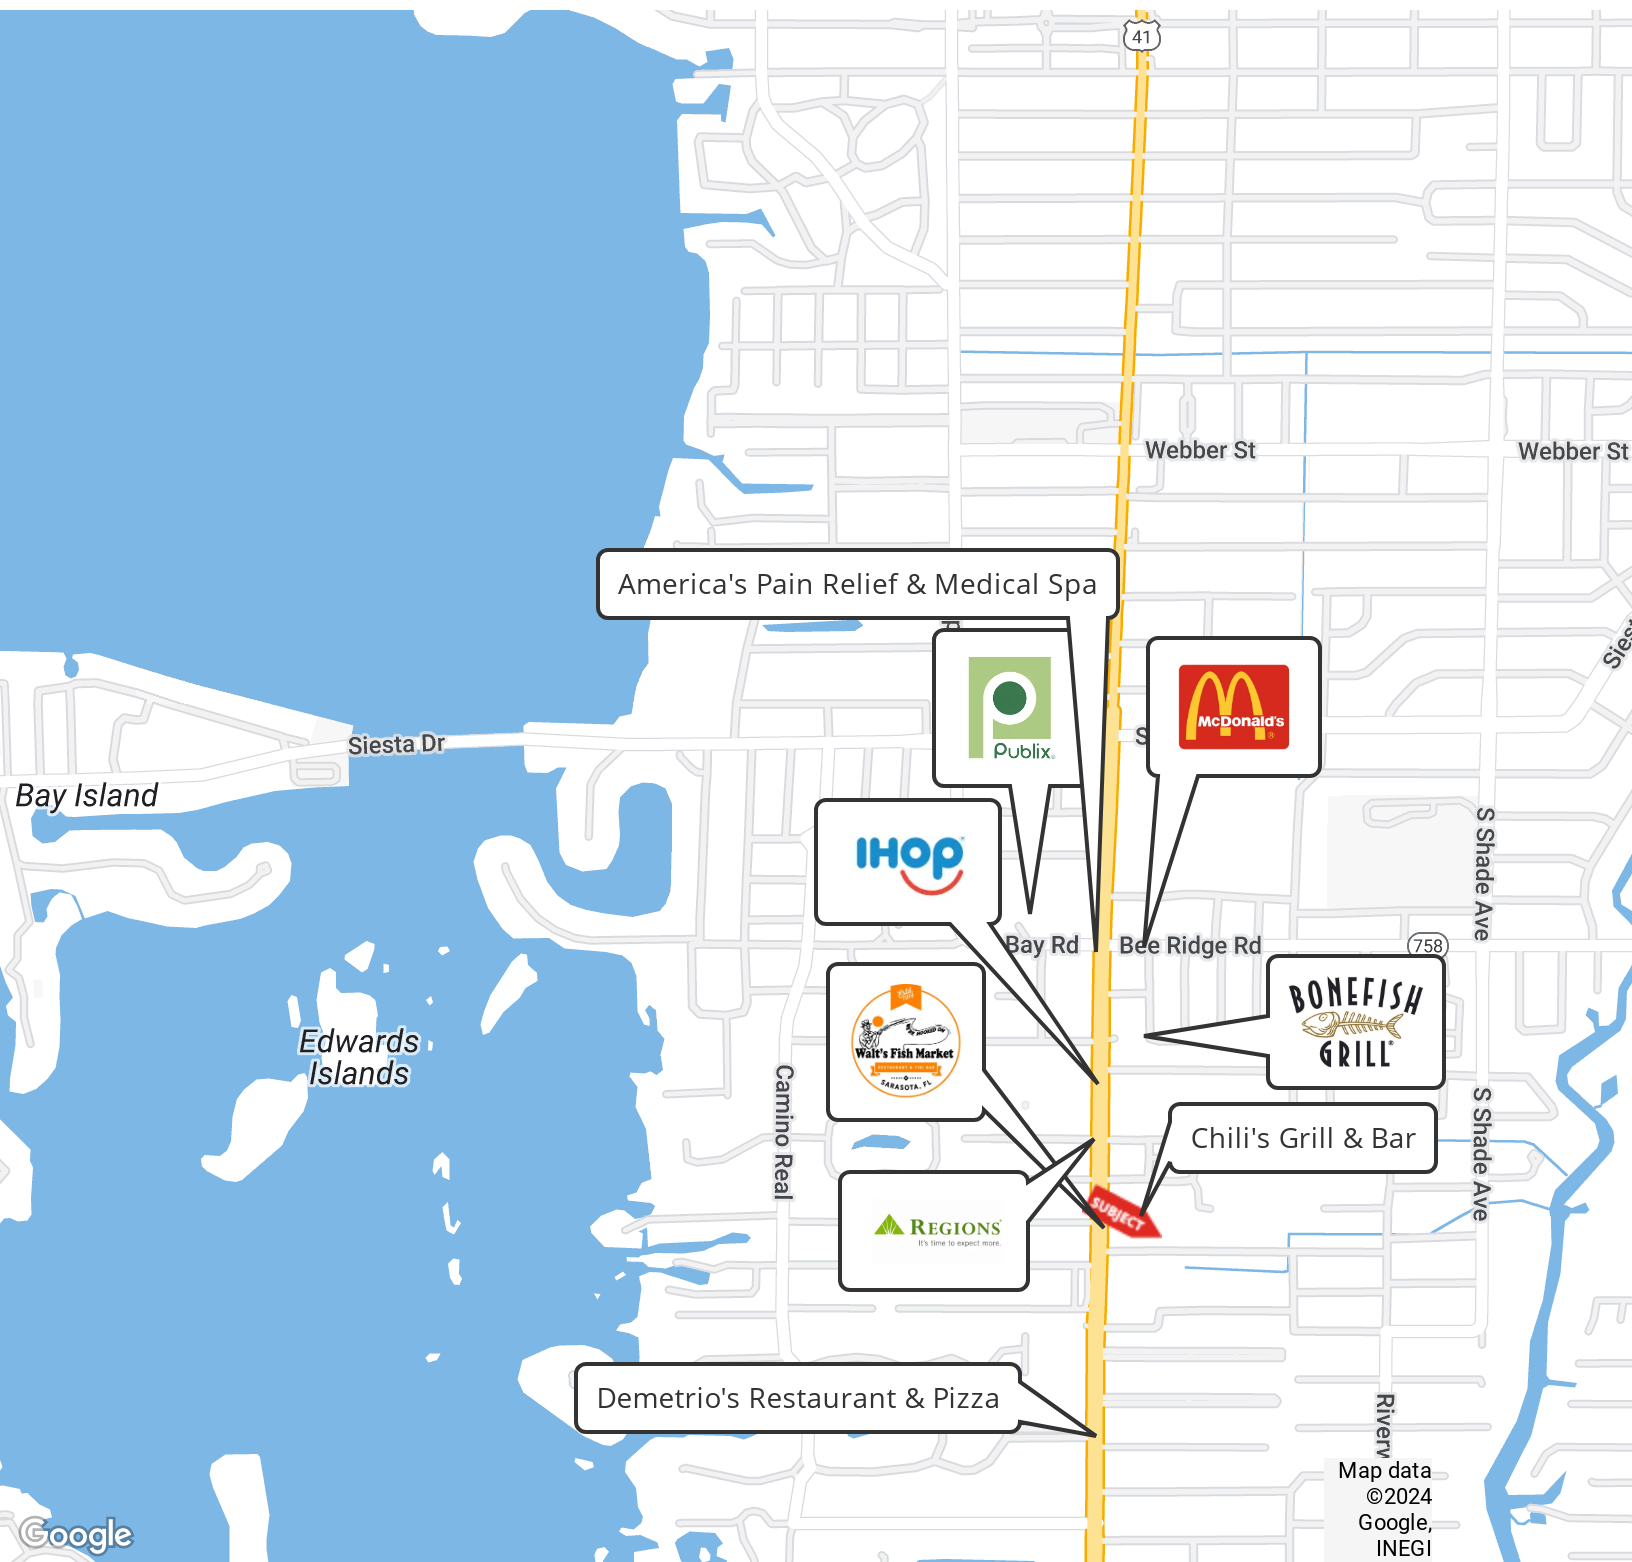 41
Webber St
Webber St
America's Pain Relief & Medical Spa
Publix
McDonald's
Siesta Dr
Bay Island
IHOP
S Shade Ave
Bay Rd
Bee Ridge Rd
758
BONEFISH
GRILL
Walt's Fish Market
RESTAURANT & TIKI BAR
SARASOTA, FL
Edwards
Islands
Camino Real
S Shade Ave
Chili's Grill & Bar
SUBJECT
REGIONS
It's time to expect more.
Demetrio's Restaurant & Pizza
Map data
©2024
Google,
INEGI
Google